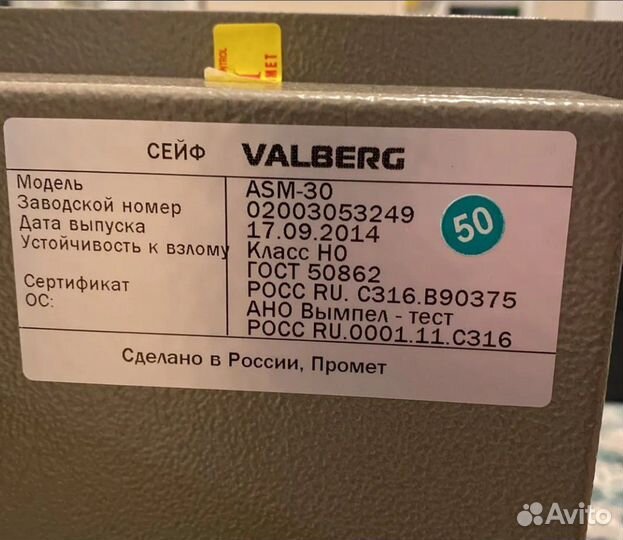 TROL
MET
СЕЙФ VALBERG
Модель ASM-30
Заводской номер 02003053249
Дата выпуска 17.09.2014
Устойчивость к взлому Класс Н0
ГОСТ 50862
Сертификат РОСС RU. С316.В90375
ОС: АНО Вымпел - тест
РОСС RU.0001.11.С316
50
Сделано в России, Промет
Avito